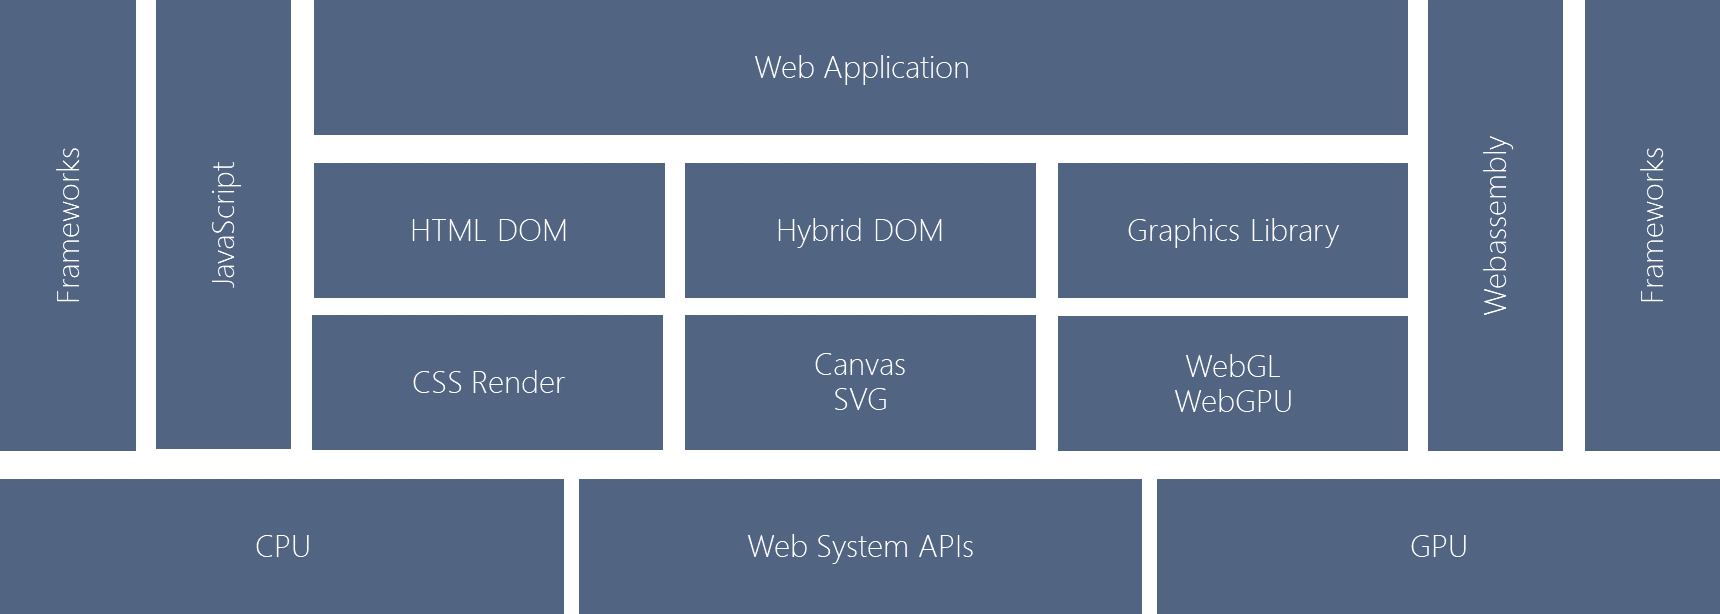 Frameworks
JavaScript
Web Application
Webassembly
Frameworks
HTML DOM
Hybrid DOM
Graphics Library
CSS Render
Canvas
SVG
WebGL
WebGPU
CPU
Web System APIs
GPU